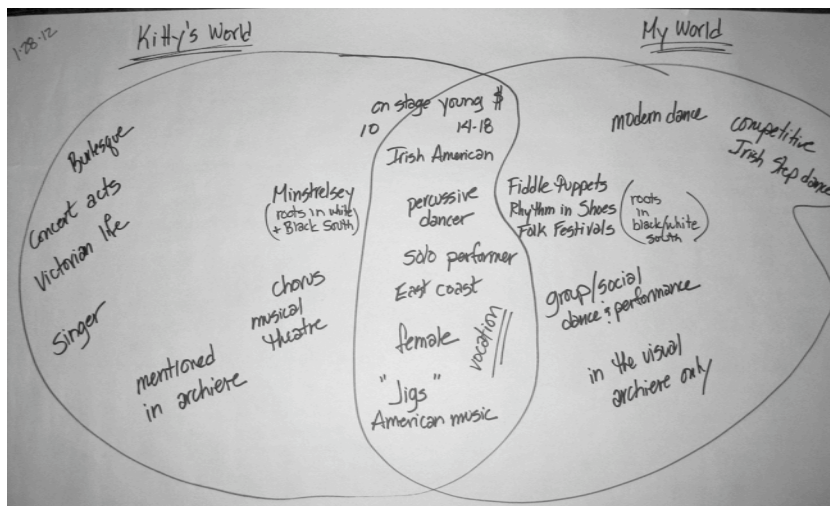 1-28-12
Kitty's World
Burlesque
Concert acts
Victorian life
Singer
Minstrelsey
(roots in white
+ Black South)
chorus
musical
theatre
mentioned
in archieve
on stage young $
10 14-18
Irish American
percussive
dancer
solo performer
East coast
female
vocation
"Jigs"
American music
My World
modern dance
competitive
Irish Step dance
Fiddle Puppets
Rhythm in Shoes
Folk Festivals
(roots
in
black/white
south)
group/social
dance & performance
in the visual
archieve only